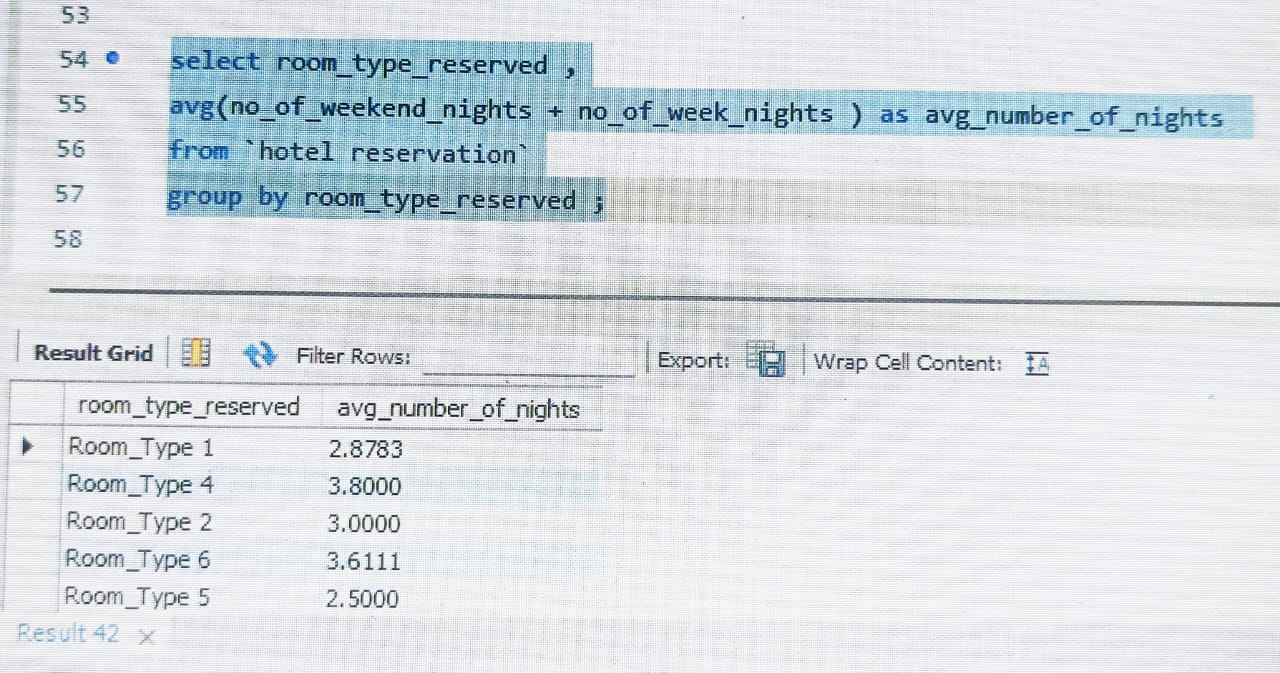 53
54 select room_type_reserved ,
55 avg(no_of_weekend_nights + no_of_week_nights ) as avg_number_of_nights
56 from `hotel reservation`
57 group by room_type_reserved ;
58
Result Grid Filter Rows: Export: Wrap Cell Content: IA
room_type_reserved avg_number_of_nights
Room_Type 1 2.8783
Room_Type 4 3.8000
Room_Type 2 3.0000
Room_Type 6 3.6111
Room_Type 5 2.5000
Result 42 ×